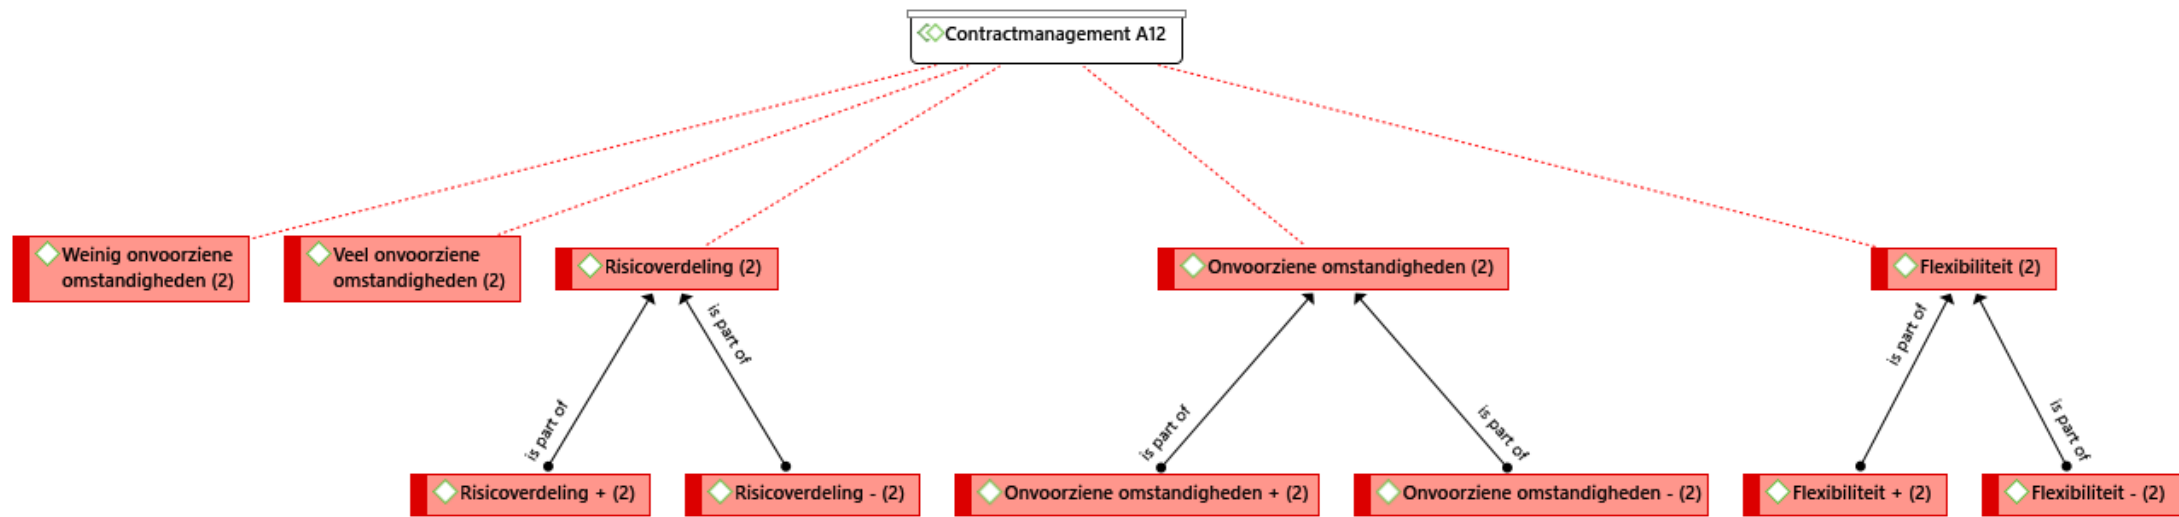 Contractmanagement A12
Weinig onvoorziene
omstandigheden (2)
Veel onvoorziene
omstandigheden (2)
Risicoverdeling (2)
Onvoorziene omstandigheden (2)
Flexibiliteit (2)
is part of
is part of
is part of
is part of
is part of
is part of
Risicoverdeling + (2)
Risicoverdeling - (2)
Onvoorziene omstandigheden + (2)
Onvoorziene omstandigheden - (2)
Flexibiliteit + (2)
Flexibiliteit - (2)